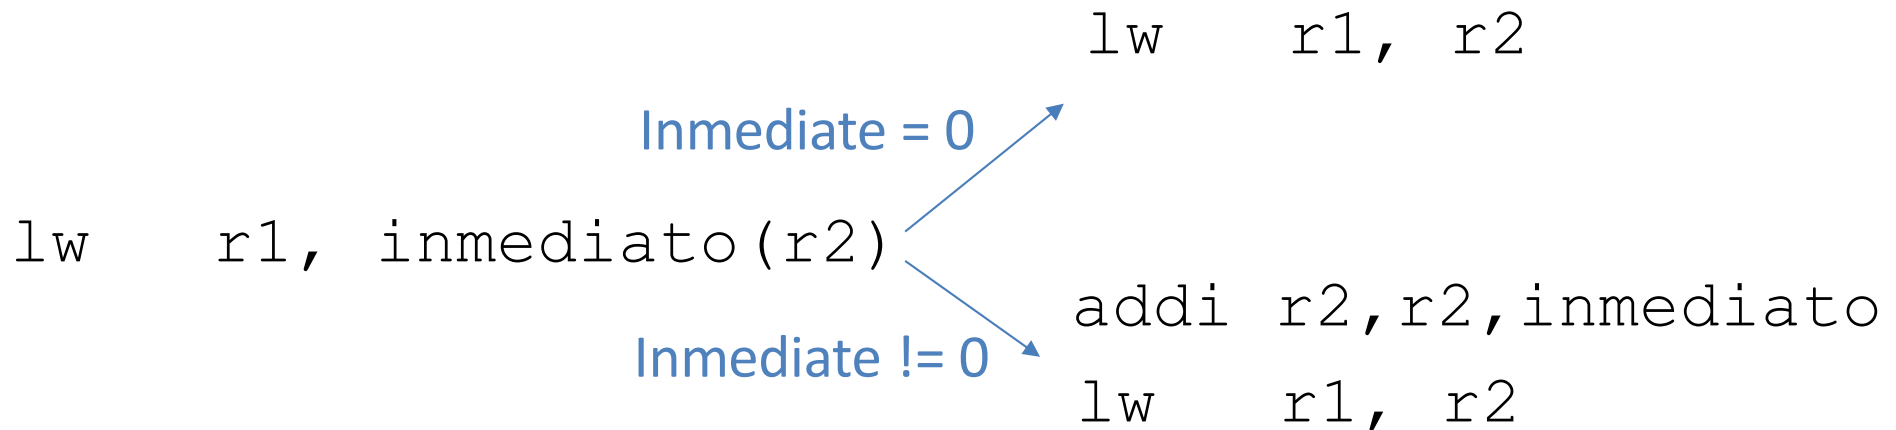 lw r1, r2
Inmediate = 0
lw r1, inmediato(r2)
addi r2,r2,inmediato
Inmediate != 0
lw r1, r2